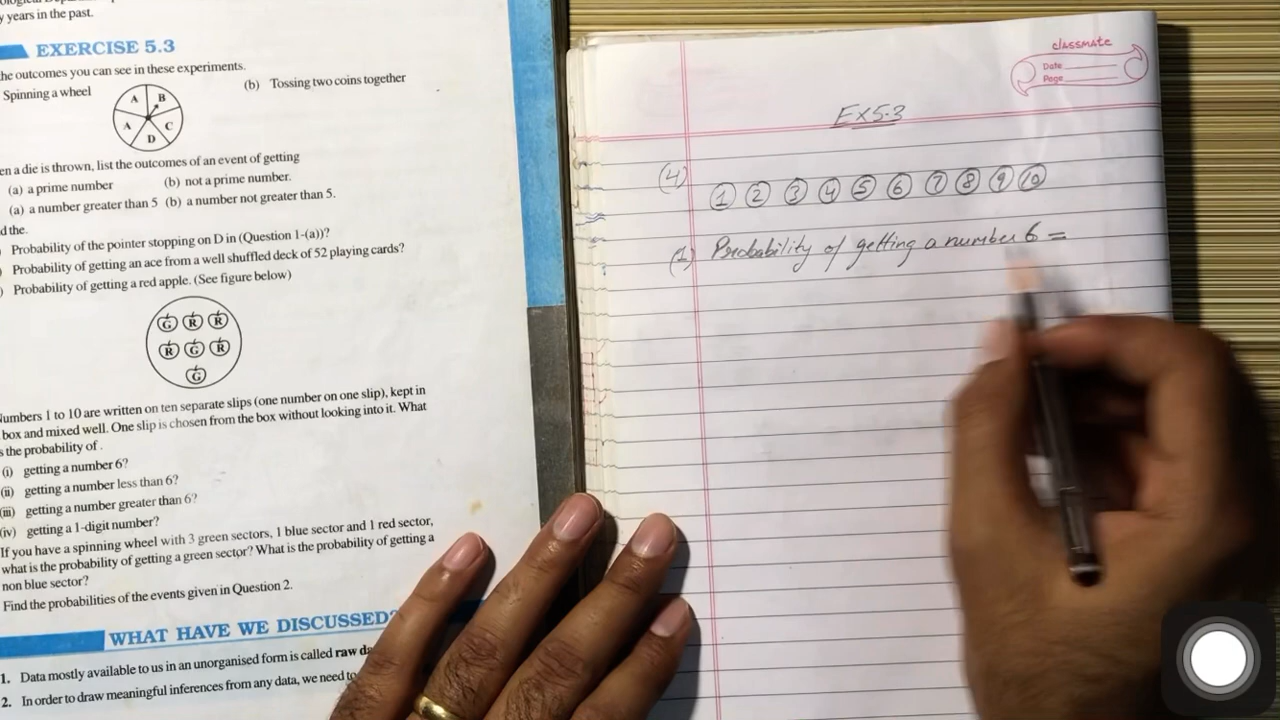 y years in the past.
EXERCISE 5.3
he outcomes you can see in these experiments.
Spinning a wheel
(b) Tossing two coins together
A B
A C
D
en a die is thrown, list the outcomes of an event of getting
(a) a prime number (b) not a prime number.
(a) a number greater than 5 (b) a number not greater than 5.
d the.
Probability of the pointer stopping on D in (Question 1-(a))?
Probability of getting an ace from a well shuffled deck of 52 playing cards?
Probability of getting a red apple. (See figure below)
G R R
R G R
G
Numbers 1 to 10 are written on ten separate slips (one number on one slip), kept in
box and mixed well. One slip is chosen from the box without looking into it. What
s the probability of .
(i) getting a number 6?
(ii) getting a number less than 6?
(iii) getting a number greater than 6?
(iv) getting a 1-digit number?
If you have a spinning wheel with 3 green sectors, 1 blue sector and 1 red sector,
what is the probability of getting a green sector? What is the probability of getting a
non blue sector?
Find the probabilities of the events given in Question 2.
WHAT HAVE WE DISCUSSED?
1. Data mostly available to us in an unorganised form is called raw da
2. In order to draw meaningful inferences from any data, we need to
classmate
Date
Page
EX 5.3
(4) 1 2 3 4 5 6 7 8 9 10
(1) Probability of getting a number 6 =